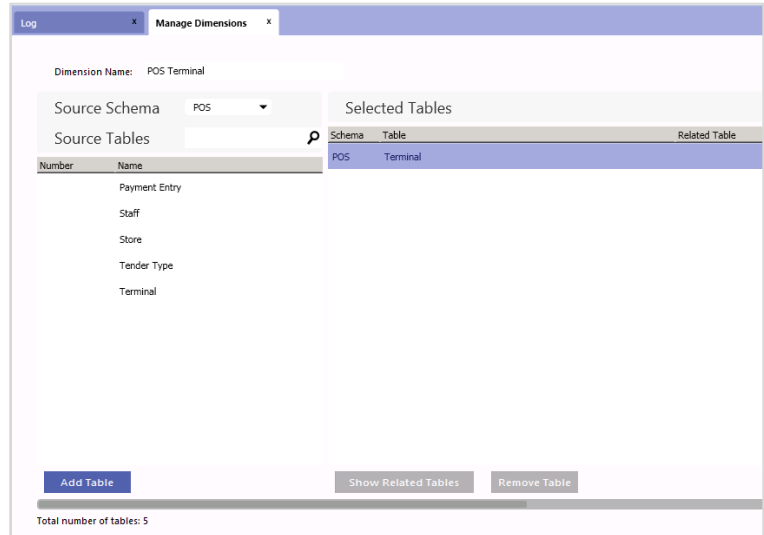 Log x Manage Dimensions x
Dimension Name: POS Terminal
Source Schema POS Selected Tables
Source Tables
Schema Table Related Table
Number Name
POS Terminal
Payment Entry
Staff
Store
Tender Type
Terminal
Add Table Show Related Tables Remove Table
Total number of tables: 5